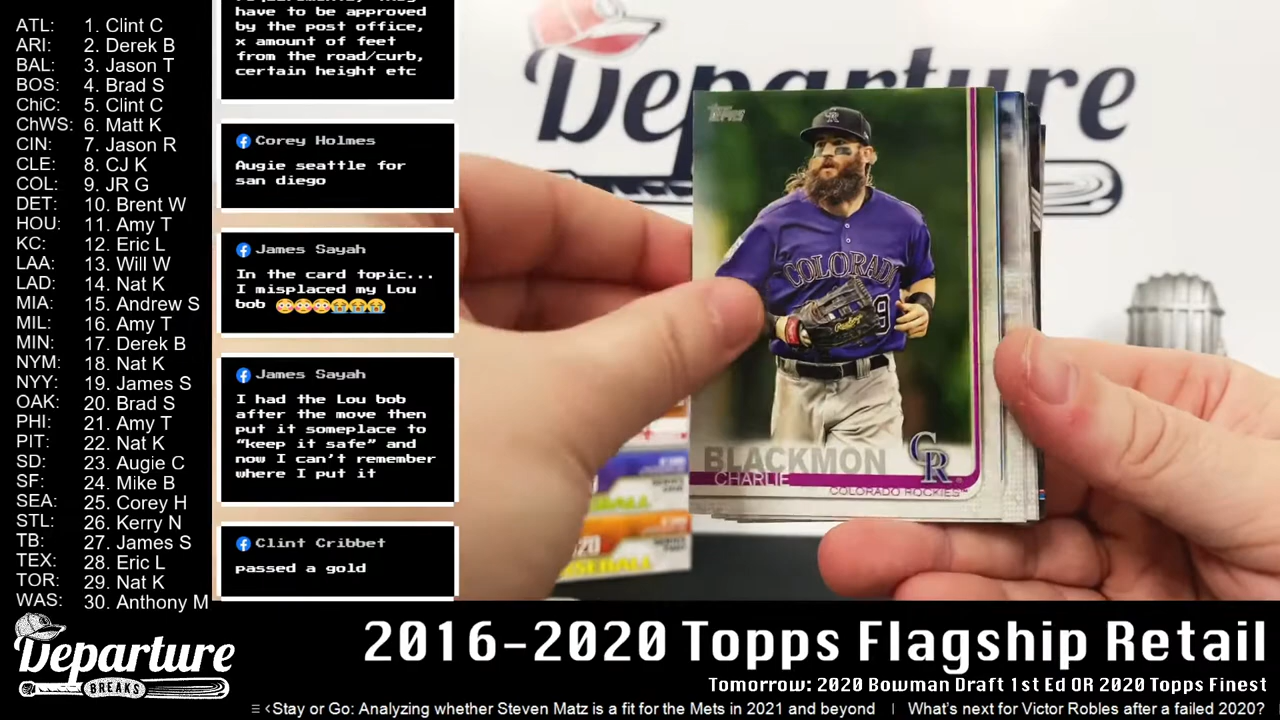 ATL: 1. Clint C
ARI: 2. Derek B
BAL: 3. Jason T
BOS: 4. Brad S
ChiC: 5. Clint C
ChWS: 6. Matt K
CIN: 7. Jason R
CLE: 8. CJ K
COL: 9. JR G
DET: 10. Brent W
HOU: 11. Amy T
KC: 12. Eric L
LAA: 13. Will W
LAD: 14. Nat K
MIA: 15. Andrew S
MIL: 16. Amy T
MIN: 17. Derek B
NYM: 18. Nat K
NYY: 19. James S
OAK: 20. Brad S
PHI: 21. Amy T
PIT: 22. Nat K
SD: 23. Augie C
SF: 24. Mike B
SEA: 25. Corey H
STL: 26. Kerry N
TB: 27. James S
TEX: 28. Eric L
TOR: 29. Nat K
WAS: 30. Anthony M
have to be approved
by the post office,
x amount of feet
from the road/curb,
certain height etc
Corey Holmes
Augie seattle for
san diego
James Sayah
In the card topic...
I misplaced my Lou
bob 😳😳😳😭😭😭
James Sayah
I had the Lou bob
after the move then
put it someplace to
"keep it safe" and
now I can't remember
where I put it
Clint Cribbet
passed a gold
Departure
Topps
CR
COLORADO
9
Rawlings
BLACKMON
CHARLIE
CR
COLORADO ROCKIES
Departure
BREAKS
2016-2020 Topps Flagship Retail
Tomorrow: 2020 Bowman Draft 1st Ed OR 2020 Topps Finest
Stay or Go: Analyzing whether Steven Matz is a fit for the Mets in 2021 and beyond | What's next for Victor Robles after a failed 2020?